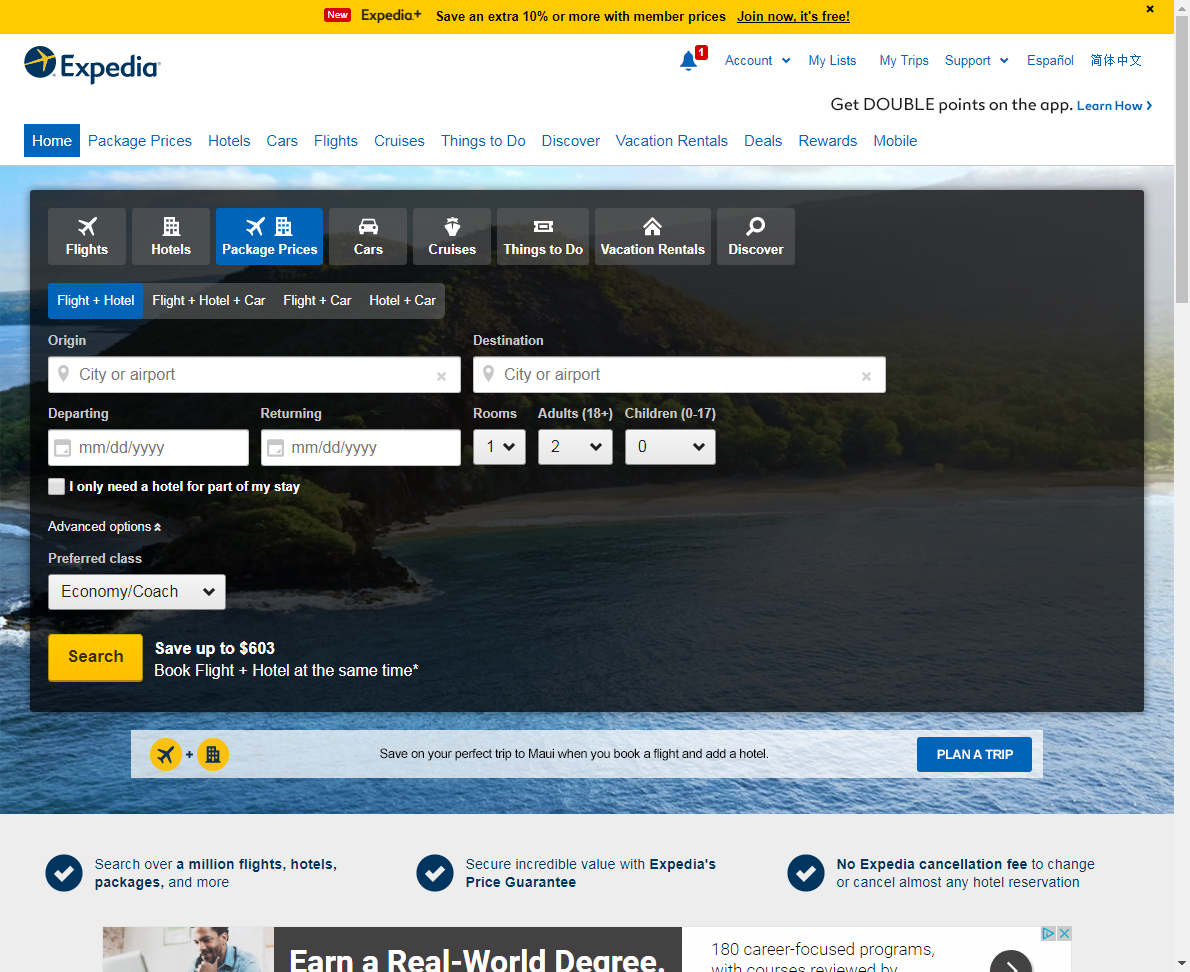 New Expedia+ Save an extra 10% or more with member prices Join now, it's free!
Expedia
1 Account My Lists My Trips Support Español 简体中文
Get DOUBLE points on the app. Learn How
Home Package Prices Hotels Cars Flights Cruises Things to Do Discover Vacation Rentals Deals Rewards Mobile
Flights Hotels Package Prices Cars Cruises Things to Do Vacation Rentals Discover
Flight + Hotel Flight + Hotel + Car Flight + Car Hotel + Car
Origin Destination
City or airport City or airport
Departing Returning Rooms Adults (18+) Children (0-17)
mm/dd/yyyy mm/dd/yyyy 1 2 0
I only need a hotel for part of my stay
Advanced options
Preferred class
Economy/Coach
Search
Save up to $603
Book Flight + Hotel at the same time*
+ Save on your perfect trip to Maui when you book a flight and add a hotel. PLAN A TRIP
Search over a million flights, hotels,
packages, and more
Secure incredible value with Expedia's
Price Guarantee
No Expedia cancellation fee to change
or cancel almost any hotel reservation
Earn a Real-World Degree.
180 career-focused programs,
with courses reviewed by